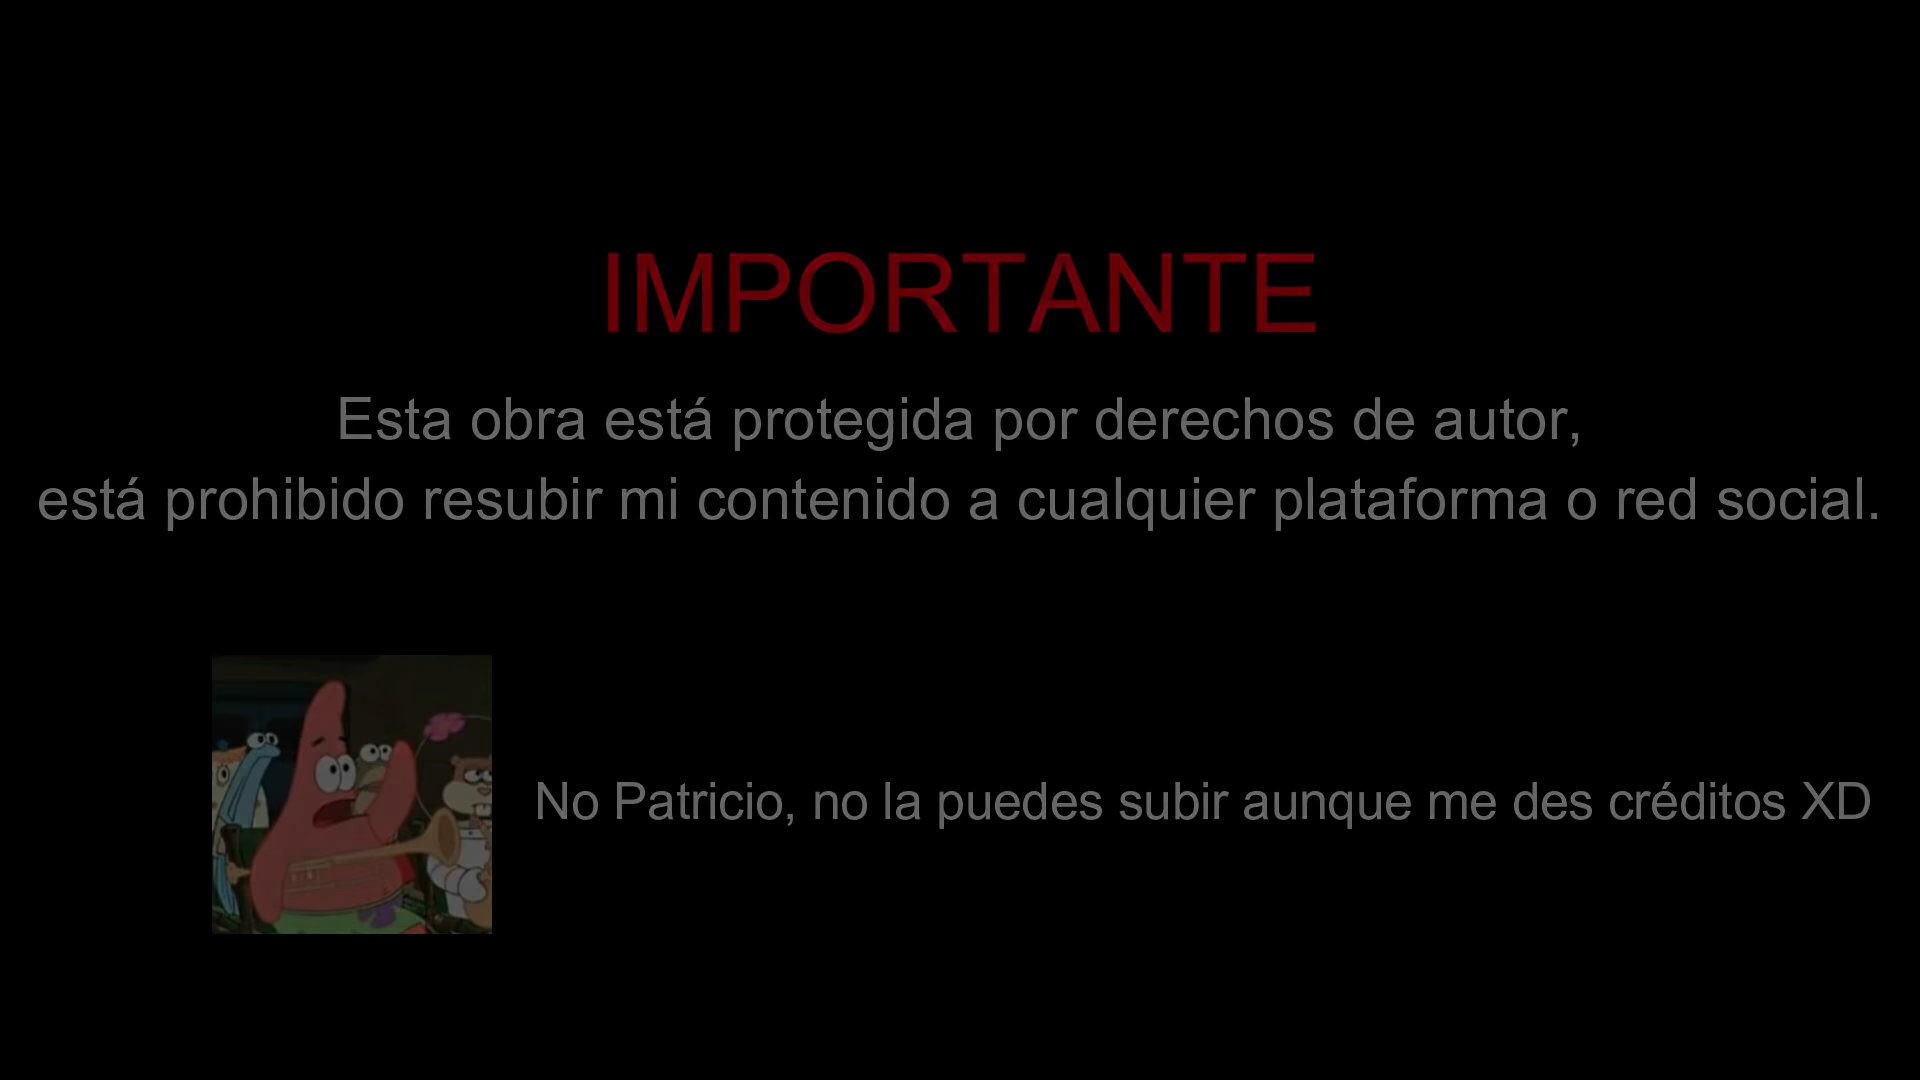 IMPORTANTE
Esta obra está protegida por derechos de autor,
está prohibido resubir mi contenido a cualquier plataforma o red social.
No Patricio, no la puedes subir aunque me des créditos XD